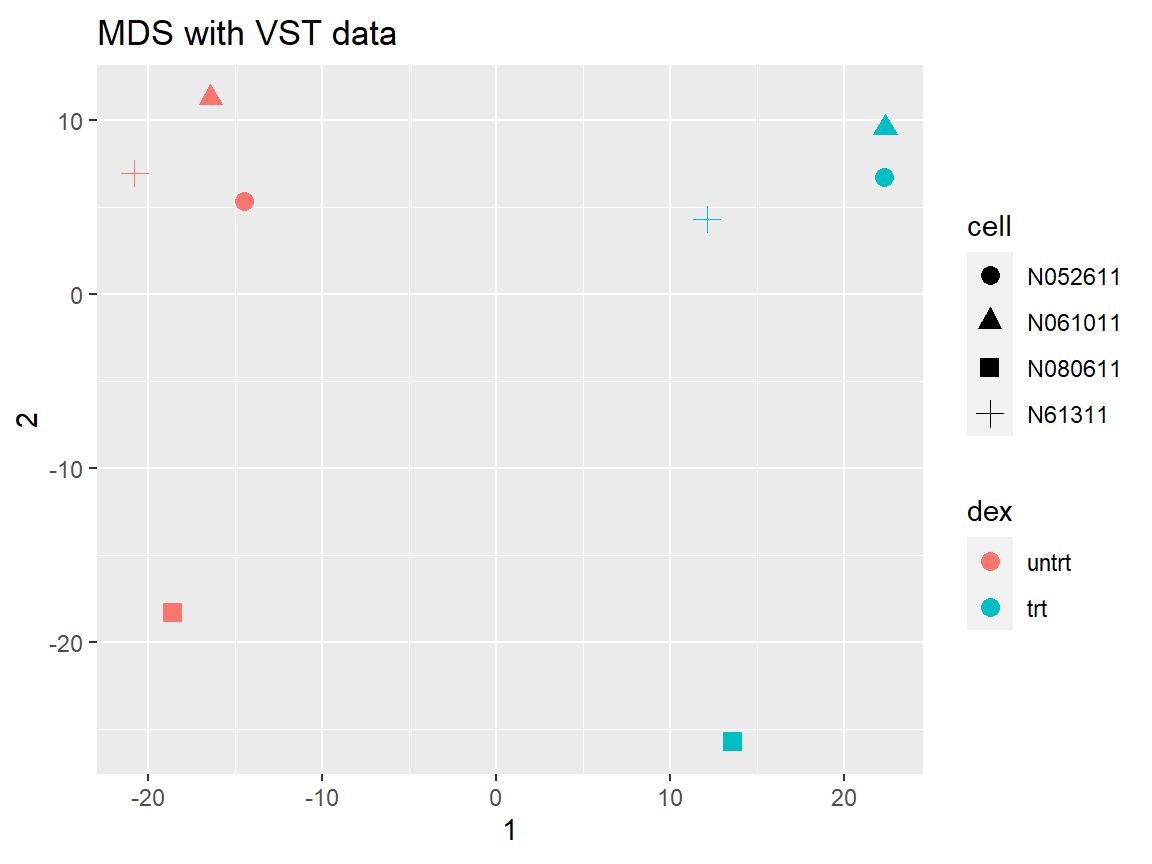 MDS with VST data
10
0
-10
-20
2
-20
-10
0
10
20
1
cell
N052611
N061011
N080611
N61311
dex
untrt
trt